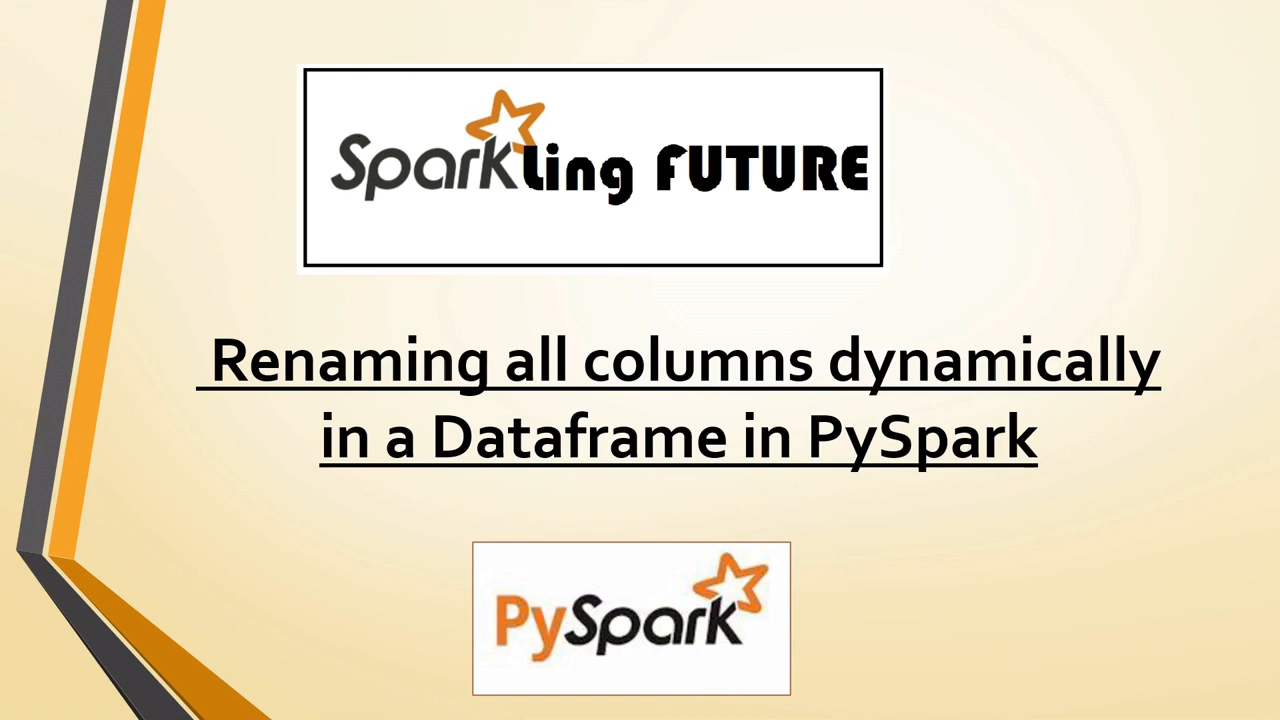 SparkLing FUTURE
Renaming all columns dynamically
in a Dataframe in PySpark
PySpark